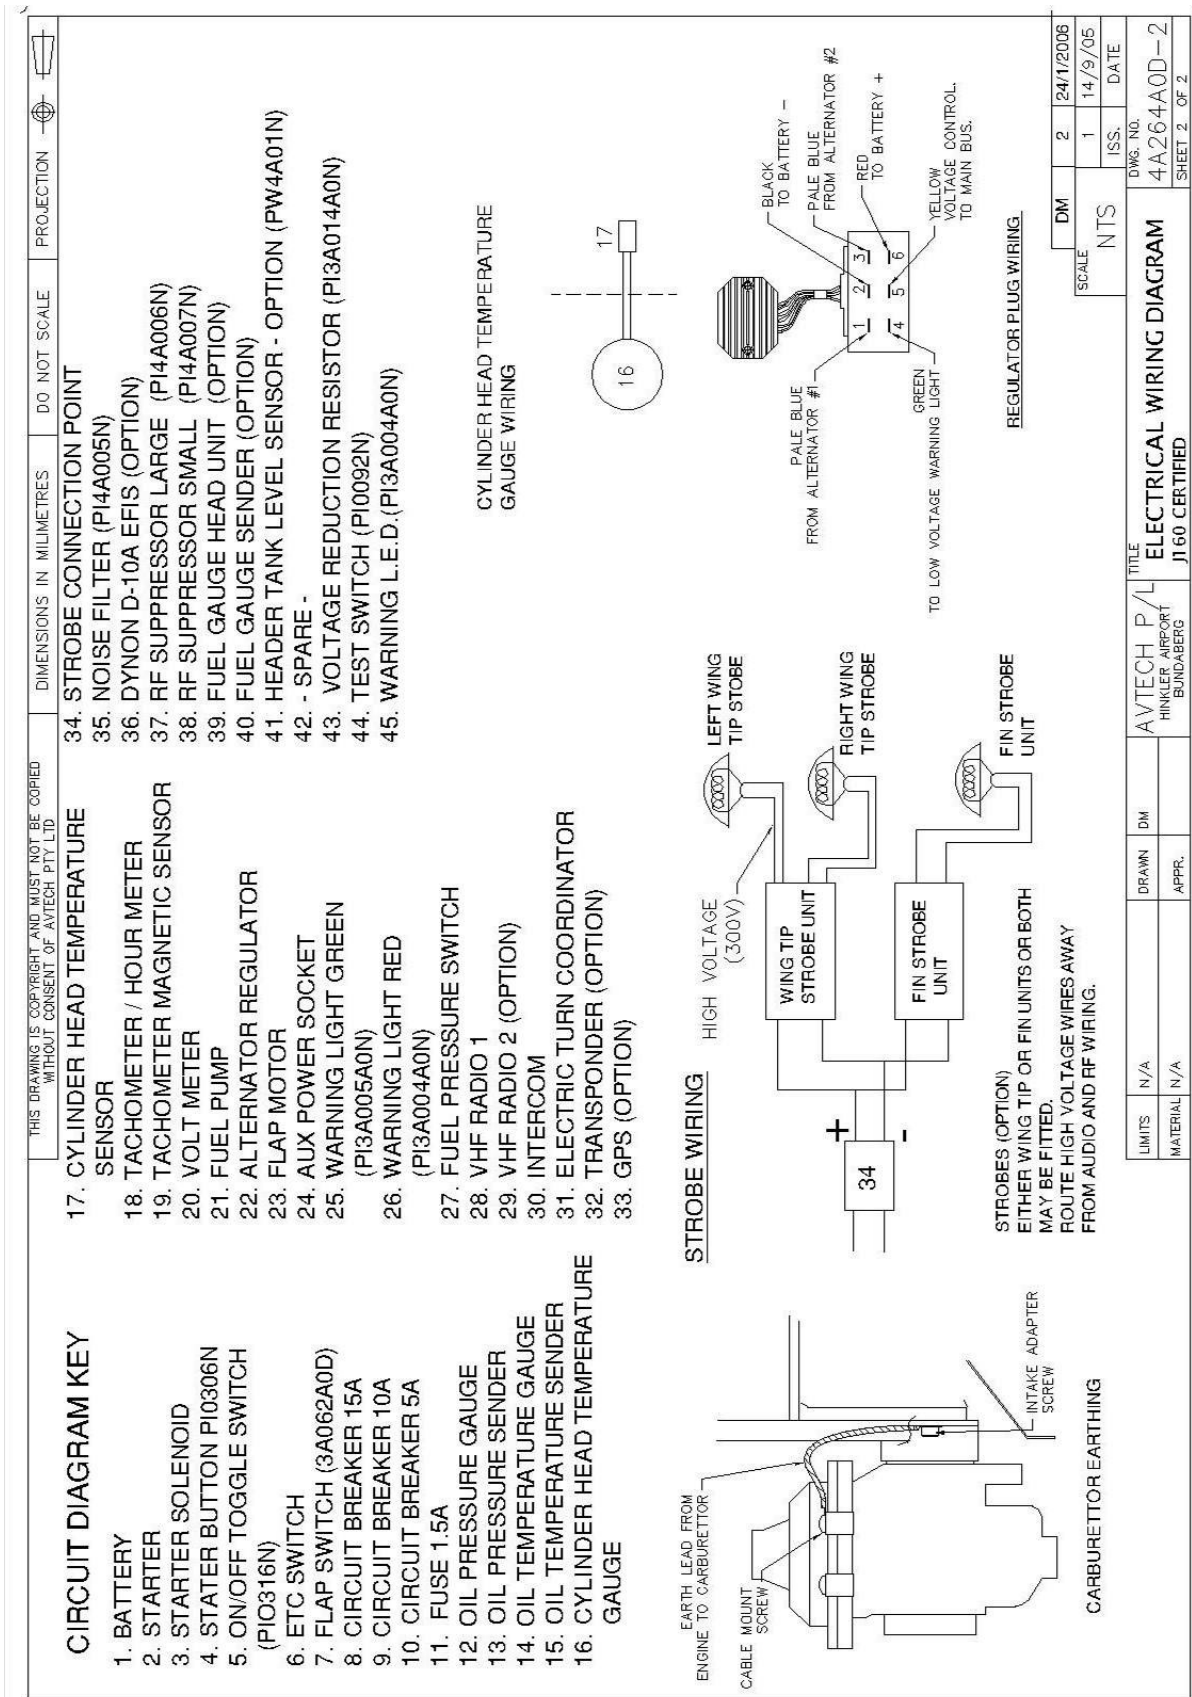 THIS DRAWING IS COPYRIGHT AND MUST NOT BE COPIED
WITHOUT CONSENT OF AVTECH PTY LTD
DIMENSIONS IN MILIMETRES
DO NOT SCALE
PROJECTION
CIRCUIT DIAGRAM KEY
1. BATTERY
2. STARTER
3. STARTER SOLENOID
4. STATER BUTTON PI0306N
5. ON/OFF TOGGLE SWITCH
(PIO316N)
6. ETC SWITCH
7. FLAP SWITCH (3A062A0D)
8. CIRCUIT BREAKER 15A
9. CIRCUIT BREAKER 10A
10. CIRCUIT BREAKER 5A
11. FUSE 1.5A
12. OIL PRESSURE GAUGE
13. OIL PRESSURE SENDER
14. OIL TEMPERATURE GAUGE
15. OIL TEMPERATURE SENDER
16. CYLINDER HEAD TEMPERATURE
GAUGE
17. CYLINDER HEAD TEMPERATURE
SENSOR
18. TACHOMETER / HOUR METER
19. TACHOMETER MAGNETIC SENSOR
20. VOLT METER
21. FUEL PUMP
22. ALTERNATOR REGULATOR
23. FLAP MOTOR
24. AUX POWER SOCKET
25. WARNING LIGHT GREEN
(PI3A005A0N)
26. WARNING LIGHT RED
(PI3A004A0N)
27. FUEL PRESSURE SWITCH
28. VHF RADIO 1
29. VHF RADIO 2 (OPTION)
30. INTERCOM
31. ELECTRIC TURN COORDINATOR
32. TRANSPONDER (OPTION)
33. GPS (OPTION)
34. STROBE CONNECTION POINT
35. NOISE FILTER (PI4A005N)
36. DYNON D-10A EFIS (OPTION)
37. RF SUPPRESSOR LARGE (PI4A006N)
38. RF SUPPRESSOR SMALL (PI4A007N)
39. FUEL GAUGE HEAD UNIT (OPTION)
40. FUEL GAUGE SENDER (OPTION)
41. HEADER TANK LEVEL SENSOR - OPTION (PW4A01N)
42. - SPARE -
43. VOLTAGE REDUCTION RESISTOR (PI3A014A0N)
44. TEST SWITCH (PI0092N)
45. WARNING L.E.D.(PI3A004A0N)
EARTH LEAD FROM
ENGINE TO CARBURETTOR
CABLE MOUNT
SCREW
INTAKE ADAPTER
SCREW
CARBURETTOR EARTHING
STROBE WIRING
HIGH VOLTAGE
(300V)
LEFT WING
TIP STOBE
RIGHT WING
TIP STROBE
WING TIP
STROBE UNIT
34
+
-
FIN STROBE
UNIT
FIN STROBE
UNIT
STROBES (OPTION)
EITHER WING TIP OR FIN UNITS OR BOTH
MAY BE FITTED.
ROUTE HIGH VOLTAGE WIRES AWAY
FROM AUDIO AND RF WIRING.
CYLINDER HEAD TEMPERATURE
GAUGE WIRING
16
17
BLACK
TO BATTERY -
PALE BLUE
FROM ALTERNATOR #2
PALE BLUE
FROM ALTERNATOR #1
1 2 3
4 5 6
RED
TO BATTERY +
GREEN
TO LOW VOLTAGE WARNING LIGHT
YELLOW
VOLTAGE CONTROL.
TO MAIN BUS.
REGULATOR PLUG WIRING
DM 2 24/1/2006
1 14/9/05
SCALE
NTS
ISS. DATE
LIMITS N/A
MATERIAL N/A
DRAWN DM
APPR.
AVTECH P/L
HINKLER AIRPORT
BUNDABERG
TITLE
ELECTRICAL WIRING DIAGRAM
J160 CERTIFIED
DWG. NO.
4A264A0D-2
SHEET 2 OF 2